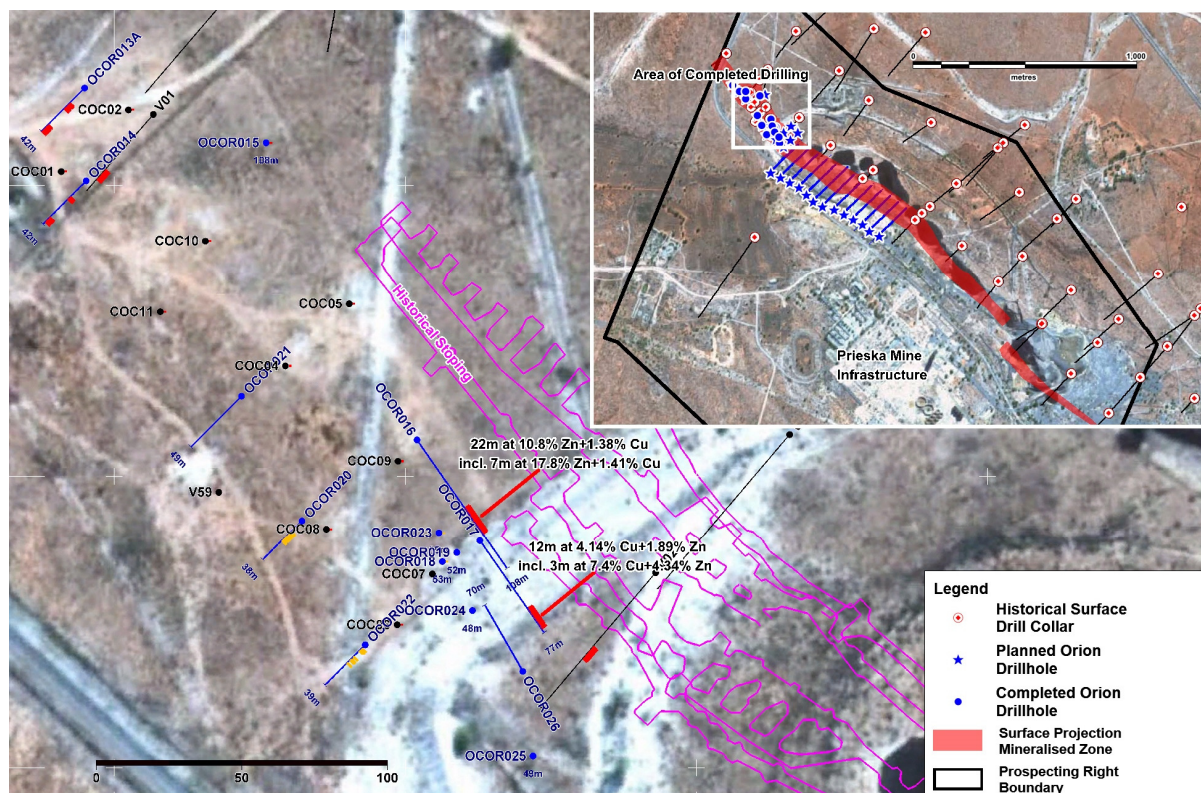 OCOR013A
COC02
V01
42m
OCOR014
OCOR015
108m
COC01
42m
COC10
COC05
COC11
Historical Stoping
OCOR021
COC04
49m
OCOR016
22m at 10.8% Zn+1.38% Cu
incl. 7m at 17.8% Zn+1.41% Cu
COC09
V59
OCOR020
OCOR017
COC08
OCOR023
12m at 4.14% Cu+1.89% Zn
incl. 3m at 7.4% Cu+4.34% Zn
OCOR019
OCOR018
52m
COC07
53m
38m
108m
70m
OCOR022
OCOR024
48m
77m
39m
OCOR026
OCOR025
49m
0 50 100
Area of Completed Drilling
0 1,000
metres
Prieska Mine
Infrastructure
Legend
Historical Surface
Drill Collar
Planned Orion
Drillhole
Completed Orion
Drillhole
Surface Projection
Mineralised Zone
Prospecting Right
Boundary